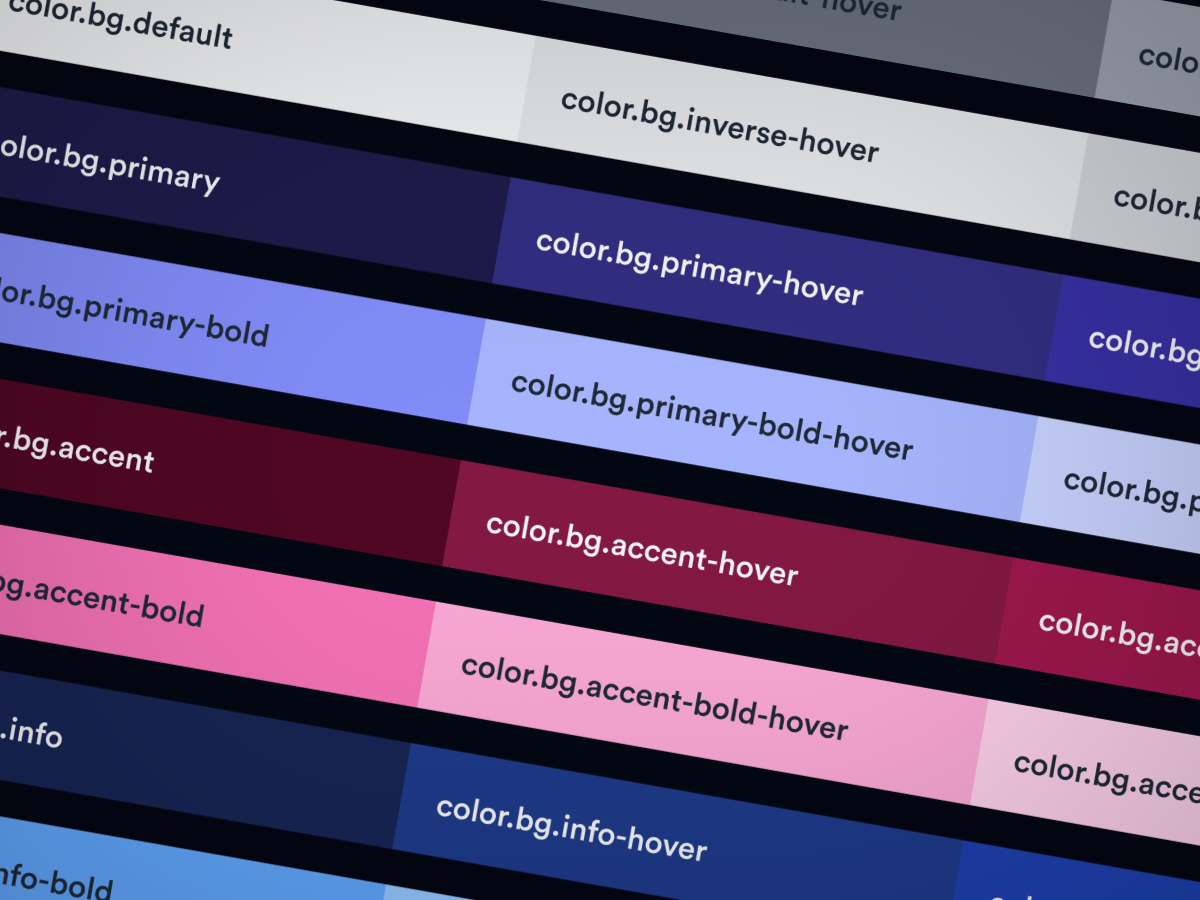 hover
colo
color.bg.default
color.bg.inverse-hover
color.b
olor.bg.primary
color.bg.primary-hover
color.bg
lor.bg.primary-bold
color.bg.primary-bold-hover
color.bg.p
r.bg.accent
color.bg.accent-hover
color.bg.acc
bg.accent-bold
color.bg.accent-bold-hover
color.bg.acce
.info
color.bg.info-hover
nfo-bold